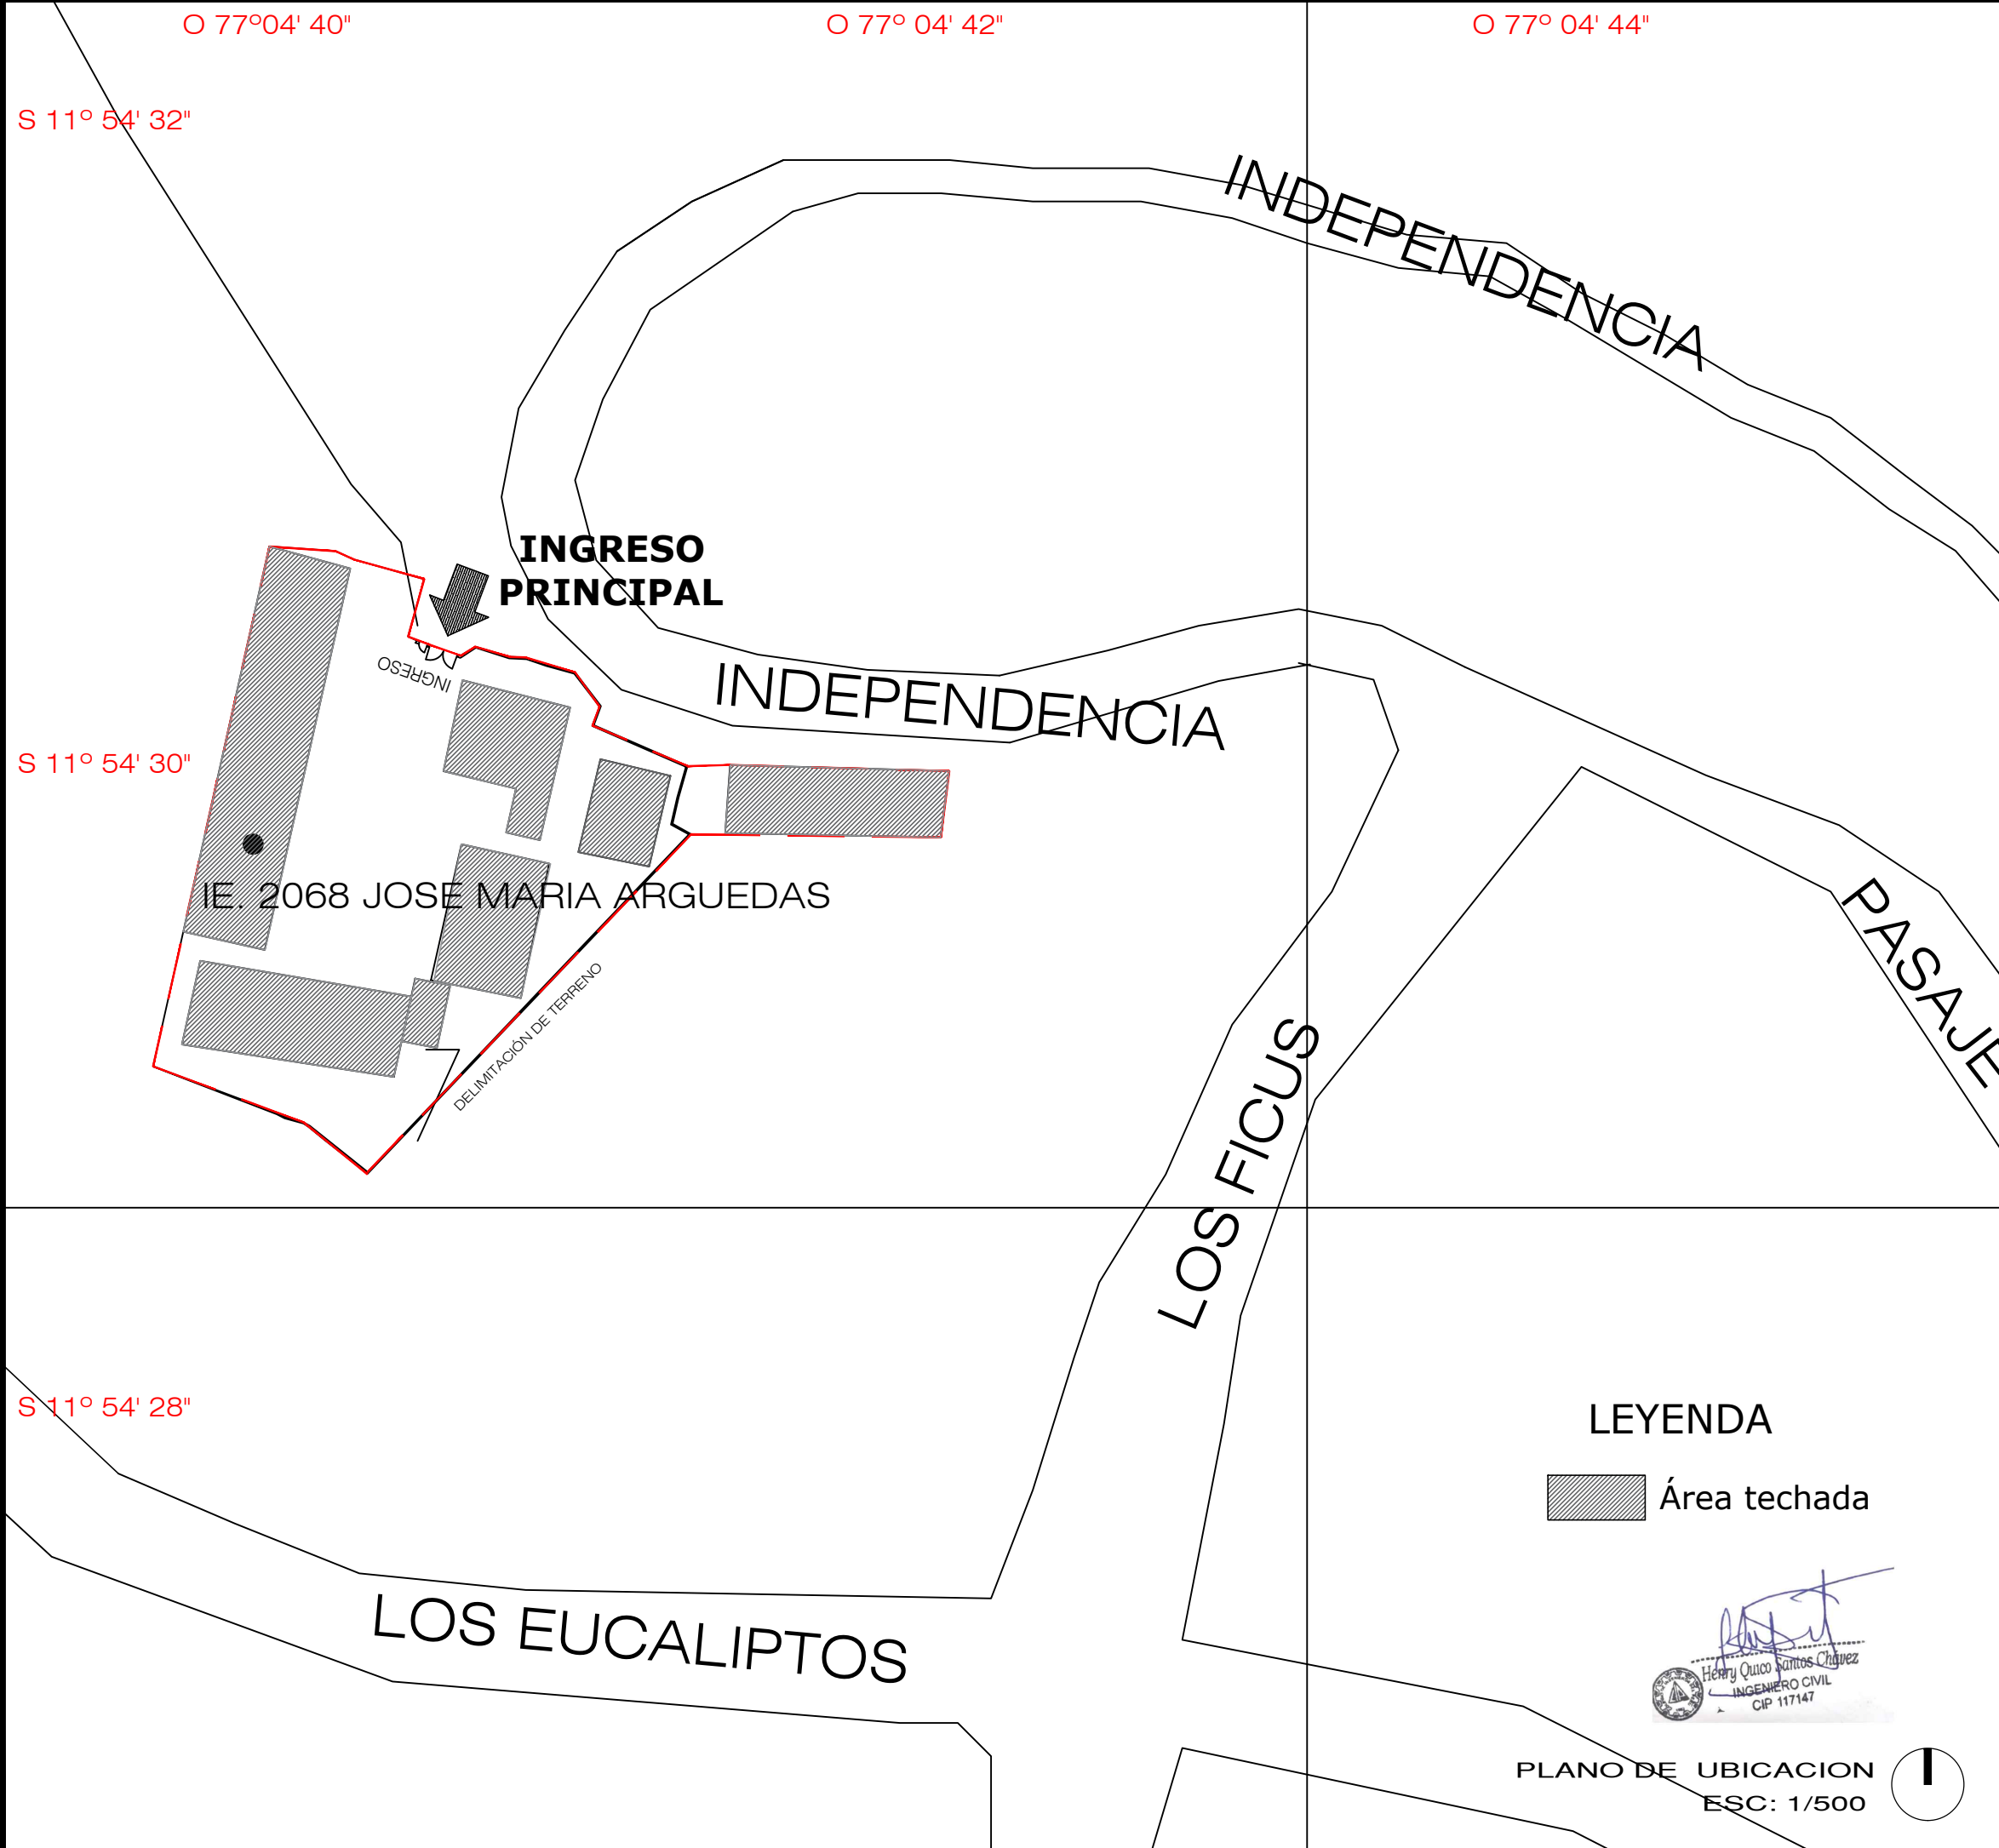 O 77º04' 40"
O 77º 04' 42"
O 77º 04' 44"
S 11º 54' 32"
INDEPENDENCIA
INGRESO
PRINCIPAL
INGRESO
INDEPENDENCIA
S 11º 54' 30"
IE. 2068 JOSE MARIA ARGUEDAS
PASAJE
DELIMITACIÓN DE TERRENO
LOS FICUS
S 11º 54' 28"
LEYENDA
Área techada
LOS EUCALIPTOS
Henry Quico Santos Chávez
INGENIERO CIVIL
CIP 117147
PLANO DE UBICACION
ESC: 1/500